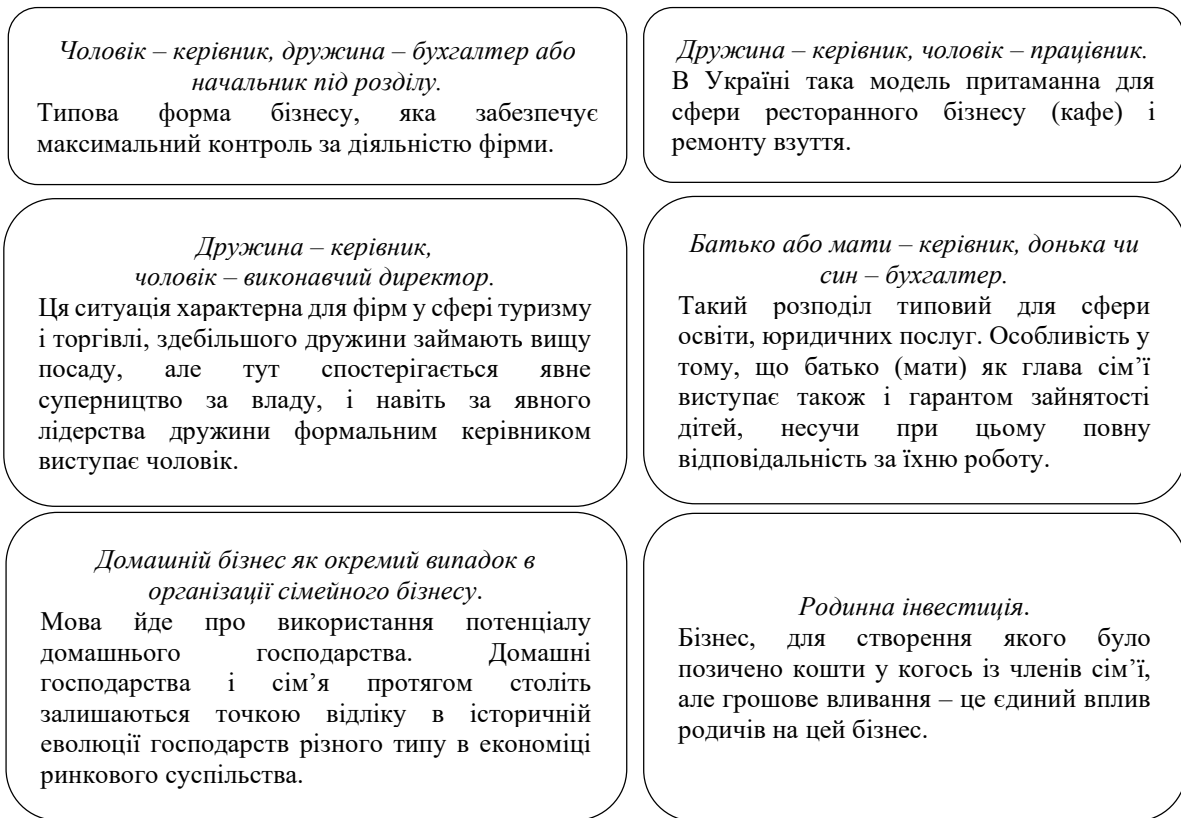 Чоловік – керівник, дружина – бухгалтер або
начальник під розділу.
Типова форма бізнесу, яка забезпечує
максимальний контроль за діяльністю фірми.
Дружина – керівник, чоловік – працівник.
В Україні така модель притаманна для
сфери ресторанного бізнесу (кафе) і
ремонту взуття.
Дружина – керівник,
чоловік – виконавчий директор.
Ця ситуація характерна для фірм у сфері туризму
і торгівлі, здебільшого дружини займають вищу
посаду, але тут спостерігається явне
суперництво за владу, і навіть за явного
лідерства дружини формальним керівником
виступає чоловік.
Батько або мати – керівник, донька чи
син – бухгалтер.
Такий розподіл типовий для сфери
освіти, юридичних послуг. Особливість у
тому, що батько (мати) як глава сім’ї
виступає також і гарантом зайнятості
дітей, несучи при цьому повну
відповідальність за їхню роботу.
Домашній бізнес як окремий випадок в
організації сімейного бізнесу.
Мова йде про використання потенціалу
домашнього господарства. Домашні
господарства і сім’я протягом століть
залишаються точкою відліку в історичній
еволюції господарств різного типу в економіці
ринкового суспільства.
Родинна інвестиція.
Бізнес, для створення якого було
позичено кошти у когось із членів сім’ї,
але грошове вливання – це єдиний вплив
родичів на цей бізнес.